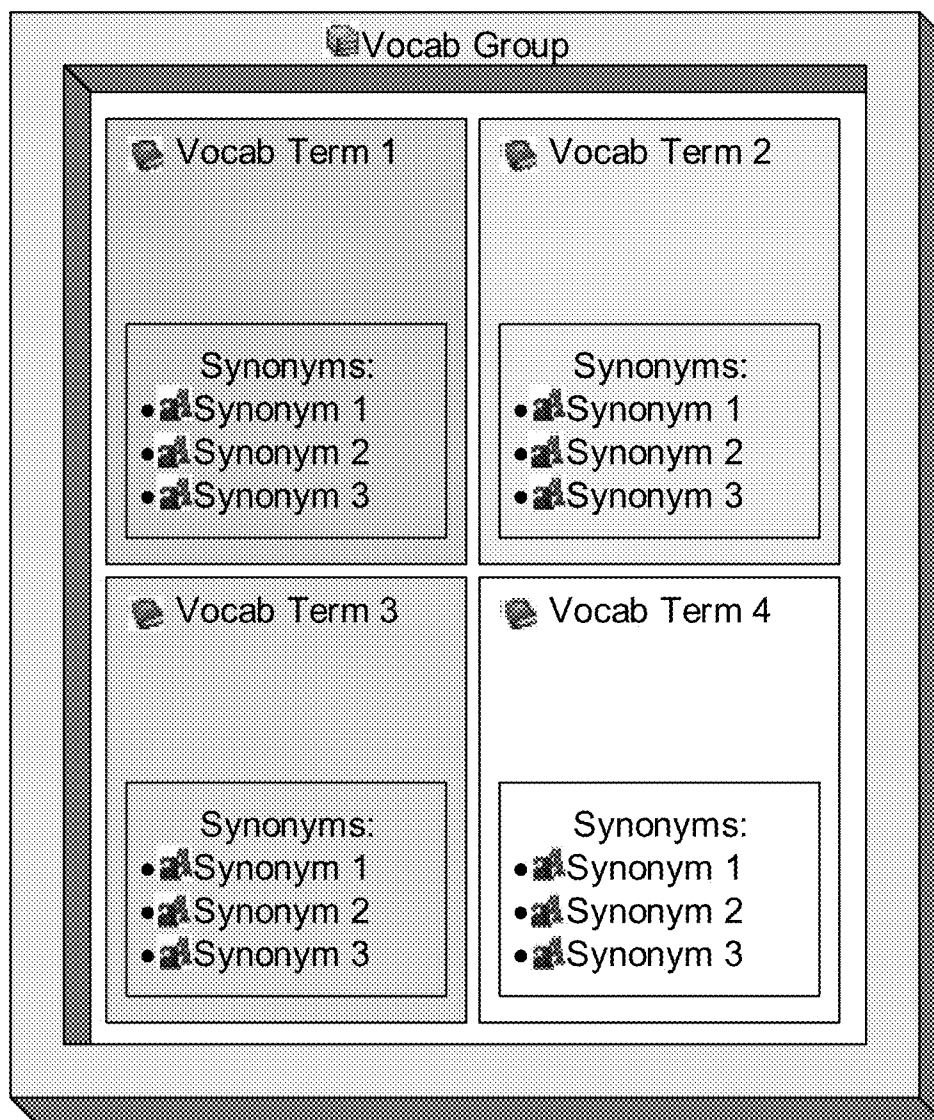 Vocab Group
Vocab Term 1
Synonyms:
•Synonym 1
•Synonym 2
•Synonym 3
Vocab Term 2
Synonyms:
•Synonym 1
•Synonym 2
•Synonym 3
Vocab Term 3
Synonyms:
•Synonym 1
•Synonym 2
•Synonym 3
Vocab Term 4
Synonyms:
•Synonym 1
•Synonym 2
•Synonym 3